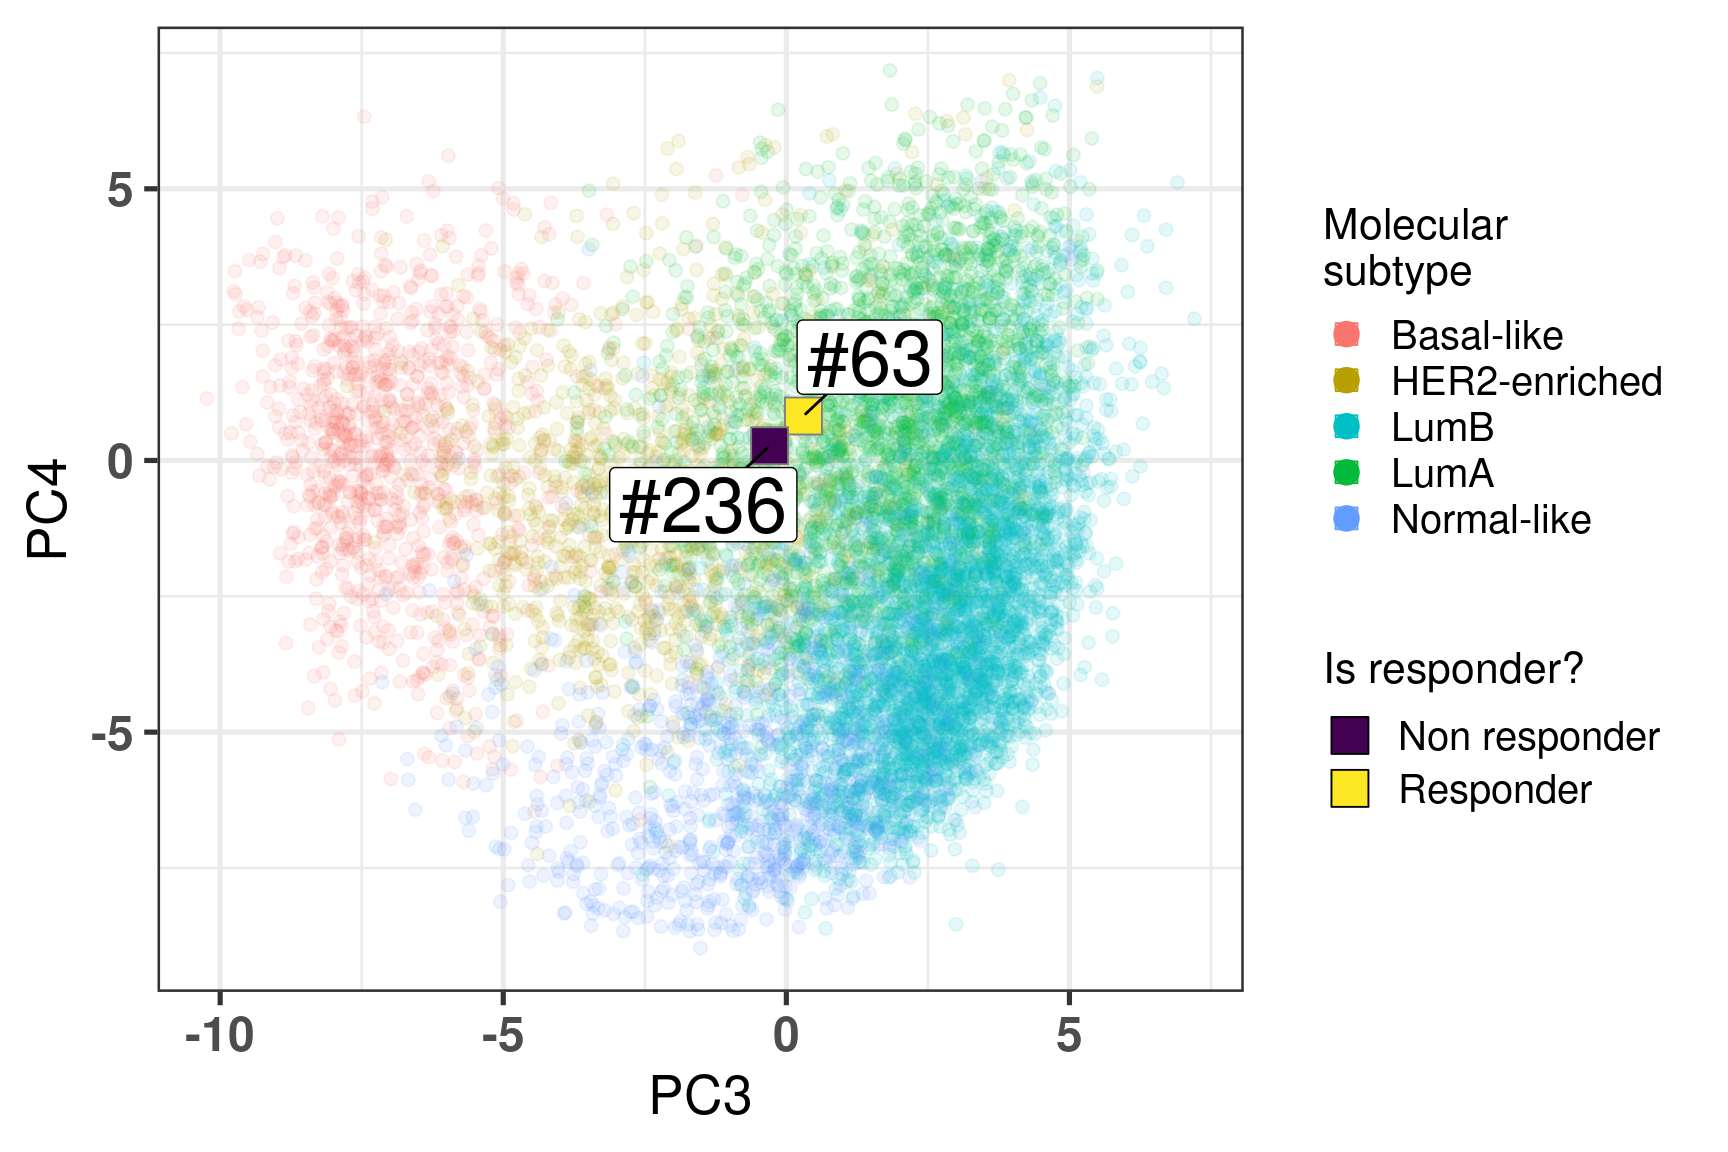 5
0
-5
-10
-5
0
5
PC4
PC3
#63
#236
Molecular
subtype
Basal-like
HER2-enriched
LumB
LumA
Normal-like
Is responder?
Non responder
Responder